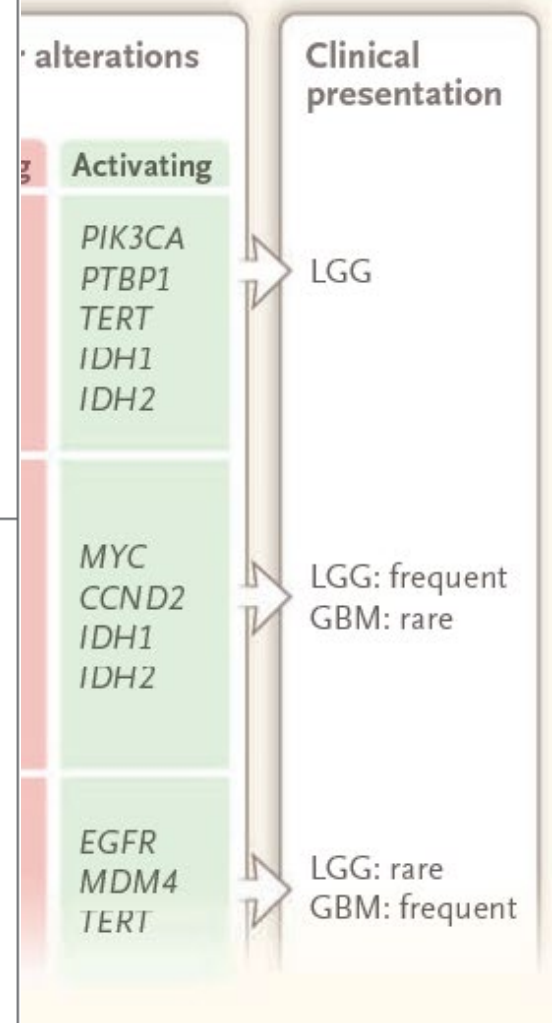 alterations
Clinical
presentation
g
Activating
PIK3CA
PTBP1
TERT
IDH1
IDH2
LGG
MYC
CCND2
IDH1
IDH2
LGG: frequent
GBM: rare
EGFR
MDM4
TERT
LGG: rare
GBM: frequent